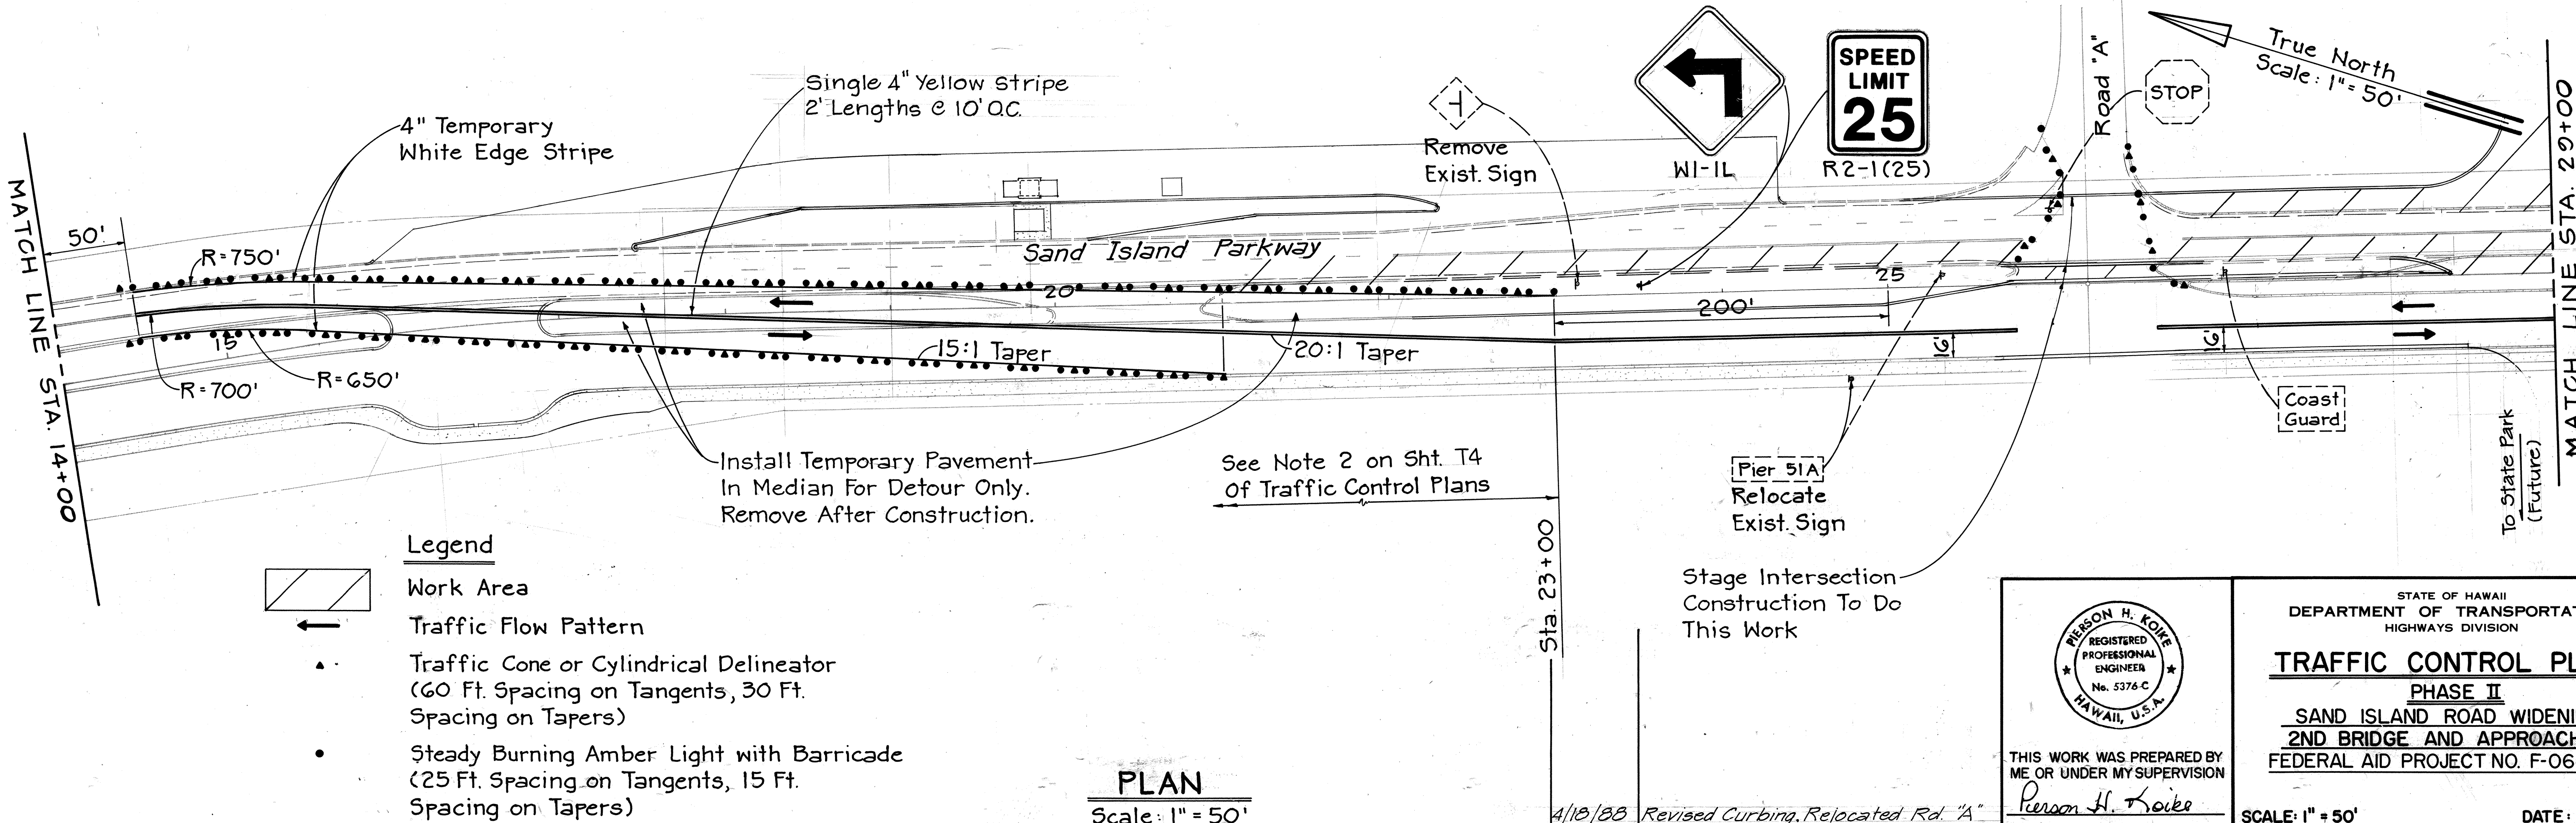 MATCH LINE STA. 14+00
50'
4" Temporary
White Edge Stripe
R=750'
Single 4" Yellow Stripe
2' Lengths @ 10' O.C.
Sand Island Parkway
15
R=700'
R=650'
20
15:1 Taper
20:1 Taper
Remove
Exist. Sign
W1-1L
SPEED
LIMIT
25
R2-1(25)
Road "A"
STOP
True North
Scale: 1" = 50'
MATCH LINE STA. 29+00
25
200'
16'
16'
Coast
Guard
To State Park
(Future)
Install Temporary Pavement
In Median For Detour Only.
Remove After Construction.
See Note 2 on Sht. T4
Of Traffic Control Plans
Sta. 23+00
Pier 51A
Relocate
Exist. Sign
Stage Intersection
Construction To Do
This Work
Legend
Work Area
Traffic Flow Pattern
Traffic Cone or Cylindrical Delineator
(60 Ft. Spacing on Tangents, 30 Ft.
Spacing on Tapers)
Steady Burning Amber Light with Barricade
(25 Ft. Spacing on Tangents, 15 Ft.
Spacing on Tapers)
PLAN
Scale: 1" = 50'
4/18/88 Revised Curbing, Relocated Rd. "A"
PIERSON H. KOIKE
REGISTERED
PROFESSIONAL
ENGINEER
No. 5376-C
HAWAII, U.S.A.
THIS WORK WAS PREPARED BY
ME OR UNDER MY SUPERVISION
Pierson H. Koike
STATE OF HAWAII
DEPARTMENT OF TRANSPORTAT
HIGHWAYS DIVISION
TRAFFIC CONTROL PL
PHASE II
SAND ISLAND ROAD WIDENI
2ND BRIDGE AND APPROACH
FEDERAL AID PROJECT NO. F-06
SCALE: 1" = 50'
DATE: